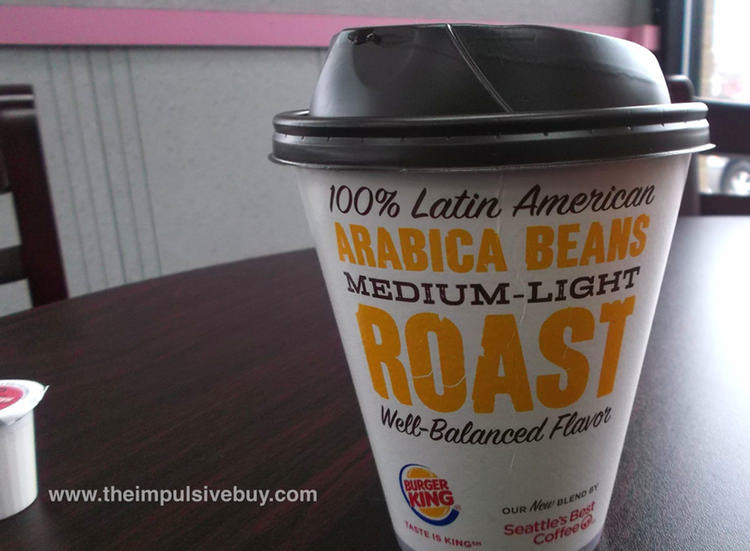 100% Latin American
ARABICA BEANS
MEDIUM-LIGHT
ROAST
Well-Balanced Flavor
BURGER
KING
TASTE IS KING℠
OUR New BLEND BY
Seattle's Best
Coffee
www.theimpulsivebuy.com